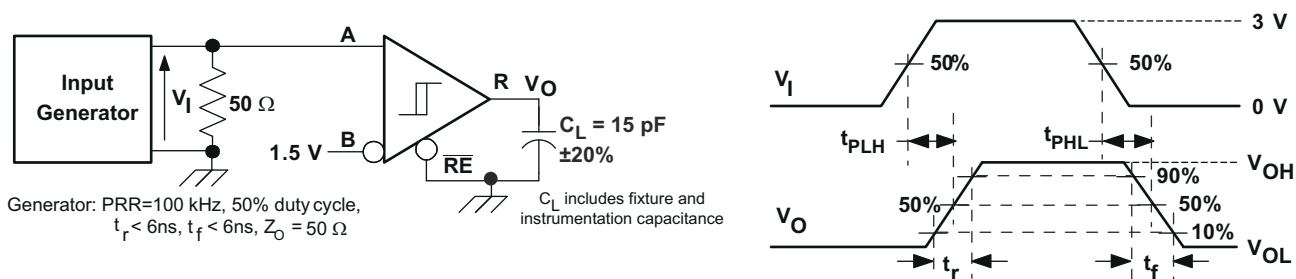 Input
Generator
V_I
50 Ω
A
B
1.5 V
R
V_O
R̅E̅
C_L = 15 pF
±20%
C_L includes fixture and
instrumentation capacitance
Generator: PRR=100 kHz, 50% duty cycle,
t_r < 6ns, t_f < 6ns, Z_O = 50 Ω
3 V
50%
50%
V_I
0 V
t_PLH
t_PHL
V_OH
90%
50%
50%
V_O
10%
V_OL
t_r
t_f